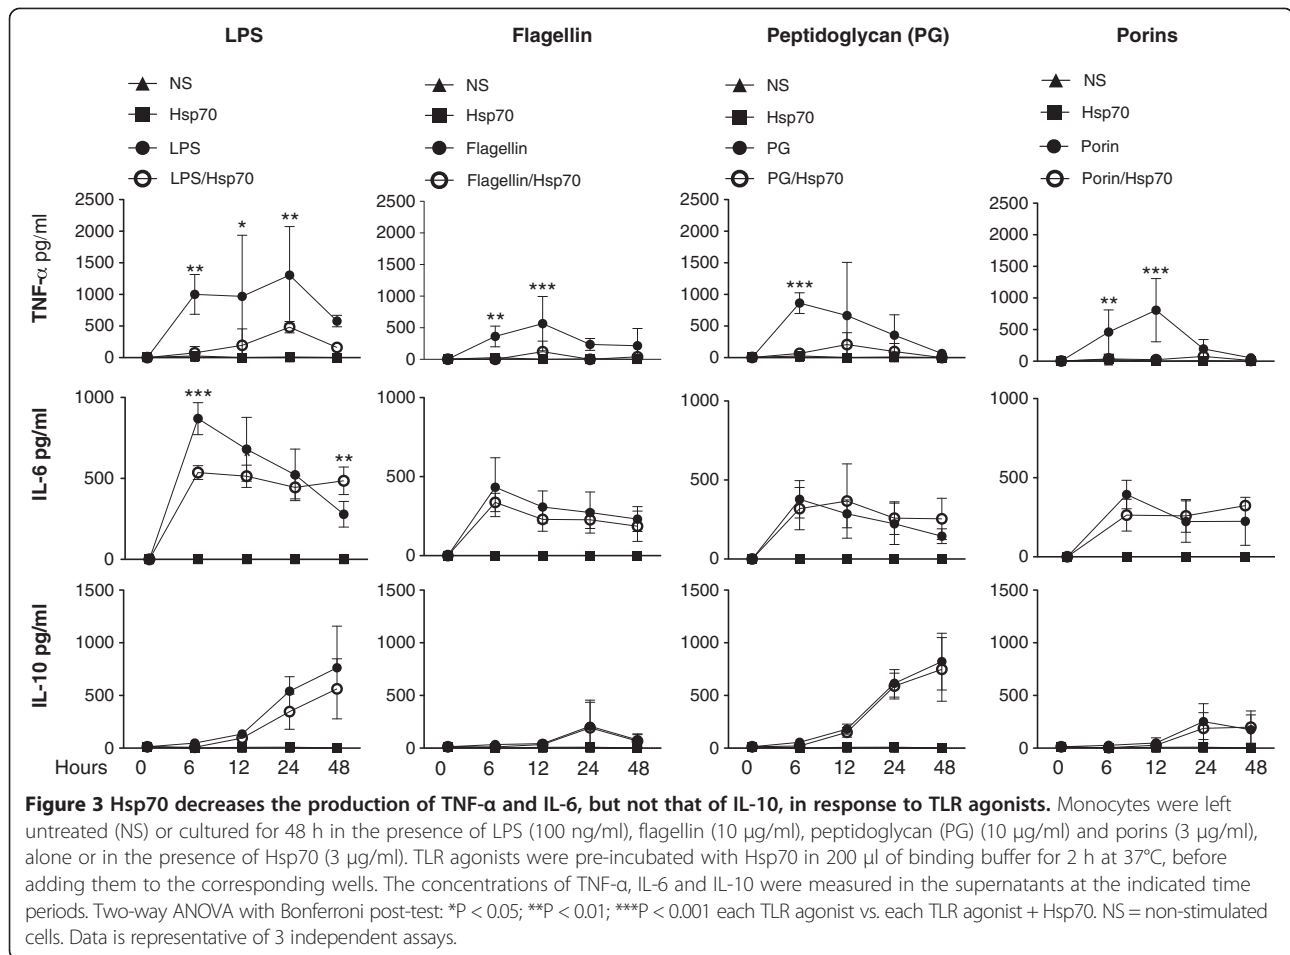 LPS Flagellin Peptidoglycan (PG) Porins
NS NS NS NS
Hsp70 Hsp70 Hsp70 Hsp70
LPS Flagellin PG Porin
LPS/Hsp70 Flagellin/Hsp70 PG/Hsp70 Porin/Hsp70
TNF-α pg/ml
2500 2500 2500 2500
2000 2000 2000 2000
1500 1500 1500 1500
1000 1000 1000 1000
500 500 500 500
0 0 0 0
** * ** ** *** *** ** ***
IL-6 pg/ml
1000 1000 1000 1000
500 500 500 500
0 0 0 0
*** **
IL-10 pg/ml
1500 1500 1500 1500
1000 1000 1000 1000
500 500 500 500
0 0 0 0
Hours 0 6 12 24 48 0 6 12 24 48 0 6 12 24 48 0 6 12 24 48
Figure 3 Hsp70 decreases the production of TNF-α and IL-6, but not that of IL-10, in response to TLR agonists. Monocytes were left
untreated (NS) or cultured for 48 h in the presence of LPS (100 ng/ml), flagellin (10 μg/ml), peptidoglycan (PG) (10 μg/ml) and porins (3 μg/ml),
alone or in the presence of Hsp70 (3 μg/ml). TLR agonists were pre-incubated with Hsp70 in 200 μl of binding buffer for 2 h at 37°C, before
adding them to the corresponding wells. The concentrations of TNF-α, IL-6 and IL-10 were measured in the supernatants at the indicated time
periods. Two-way ANOVA with Bonferroni post-test: *P < 0.05; **P < 0.01; ***P < 0.001 each TLR agonist vs. each TLR agonist + Hsp70. NS = non-stimulated
cells. Data is representative of 3 independent assays.